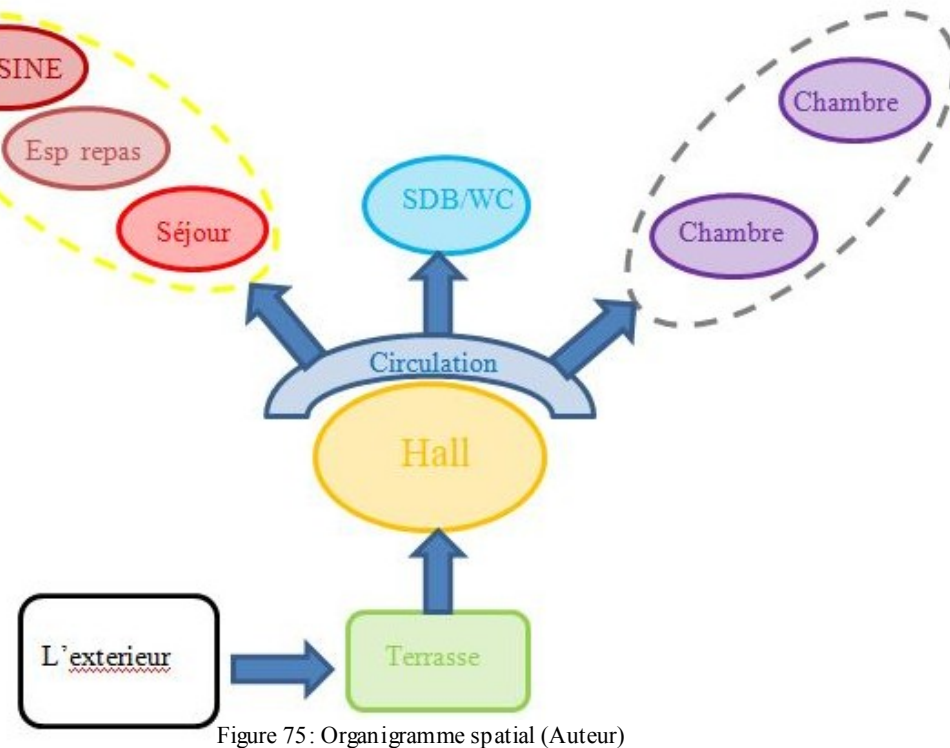 SINE
Esp repas
Séjour
SDB/WC
Chambre
Chambre
Circulation
Hall
L’exterieur
Terrasse
Figure 75: Organigramme spatial (Auteur)